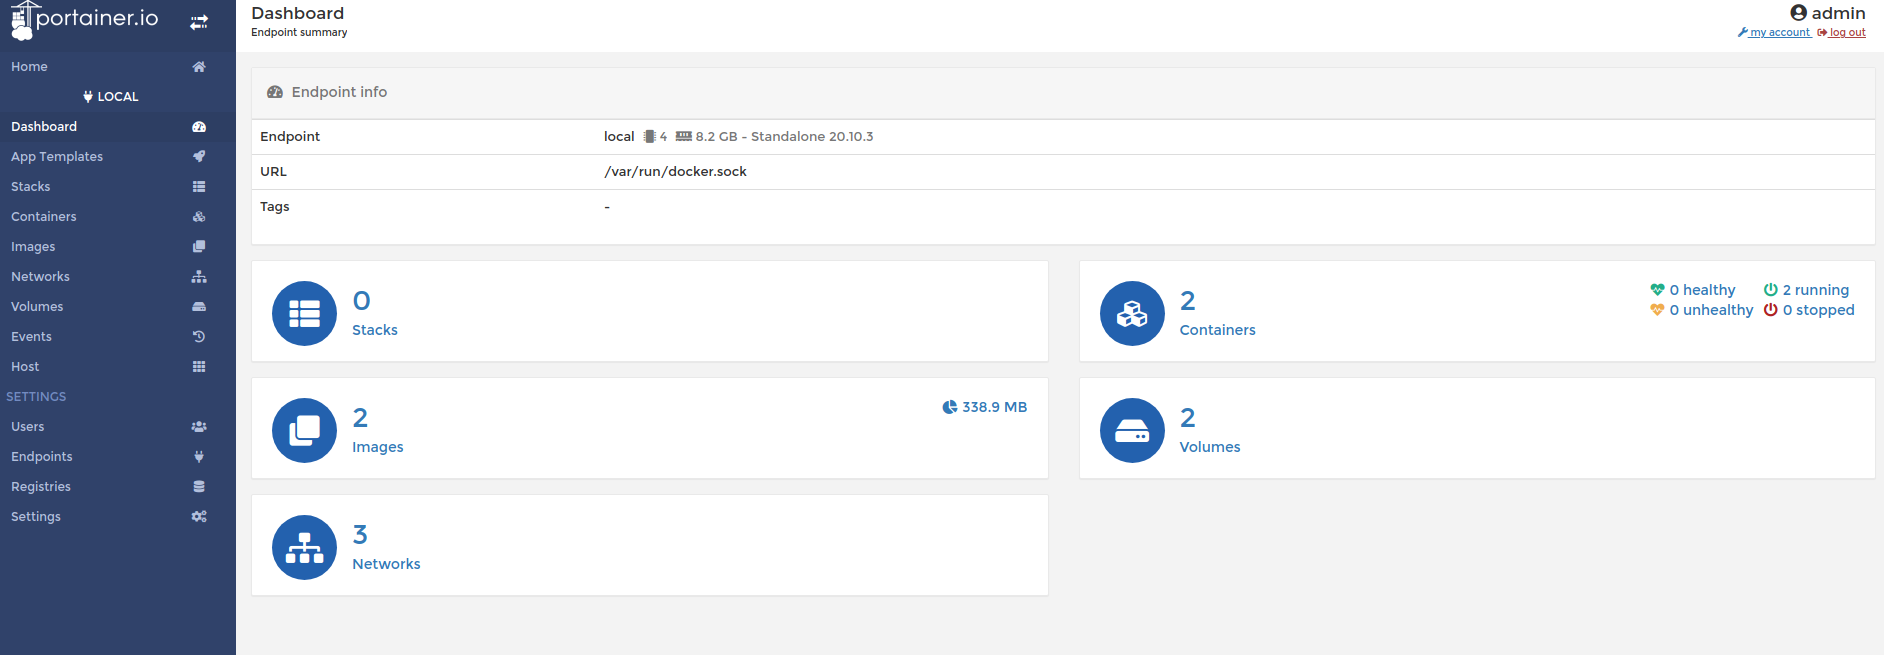 portainer.io
Home
LOCAL
Dashboard
App Templates
Stacks
Containers
Images
Networks
Volumes
Events
Host
SETTINGS
Users
Endpoints
Registries
Settings
Dashboard
Endpoint summary
admin
my account log out
Endpoint info
Endpoint local 4 8.2 GB - Standalone 20.10.3
URL /var/run/docker.sock
Tags -
0
Stacks
2
Containers
0 healthy 2 running
0 unhealthy 0 stopped
2
Images
338.9 MB
2
Volumes
3
Networks